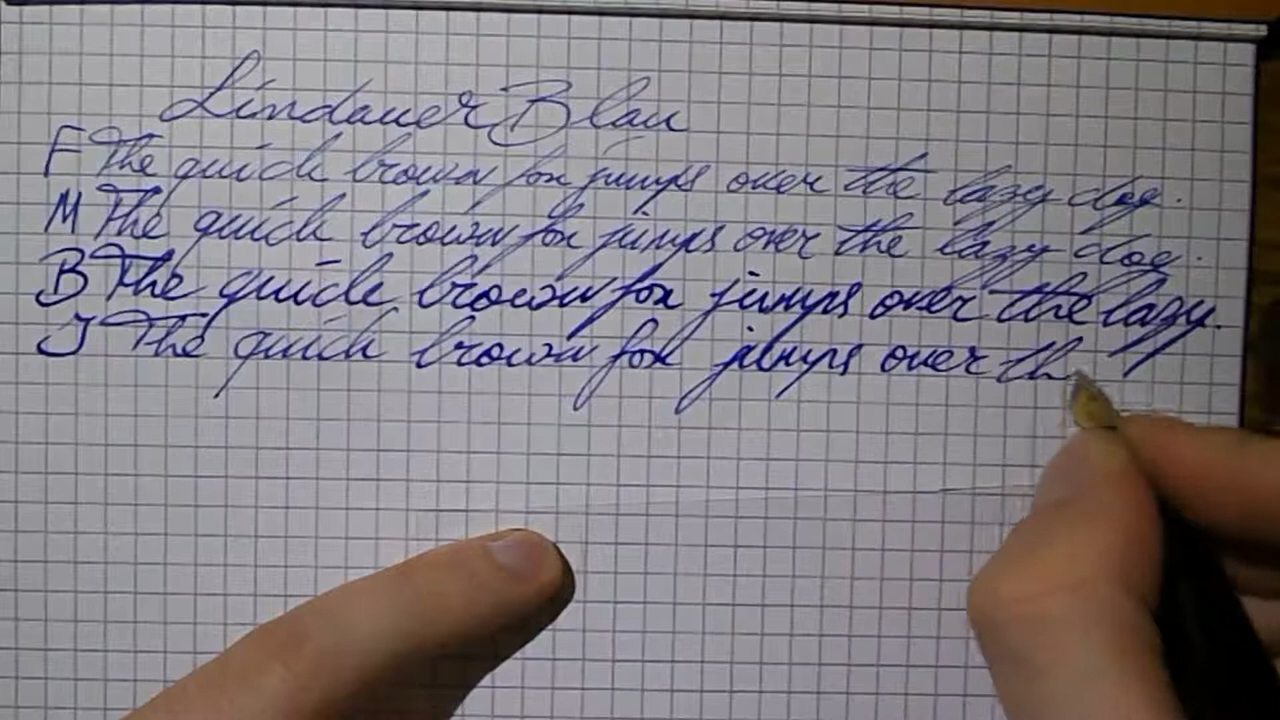 Lindauer Blau
F The quick brown fox jumps over the lazy dog.
M The quick brown fox jumps over the lazy dog.
B The quick brown fox jumps over the lazy.
J The quick brown fox jumps over th